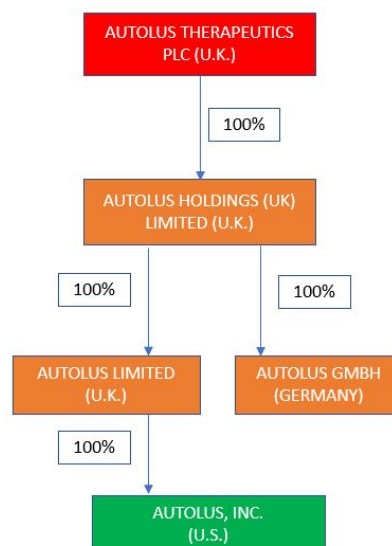 AUTOLUS THERAPEUTICS
PLC (U.K.)
100%
AUTOLUS HOLDINGS (UK)
LIMITED (U.K.)
100%
100%
AUTOLUS LIMITED
(U.K.)
AUTOLUS GMBH
(GERMANY)
100%
AUTOLUS, INC.
(U.S.)